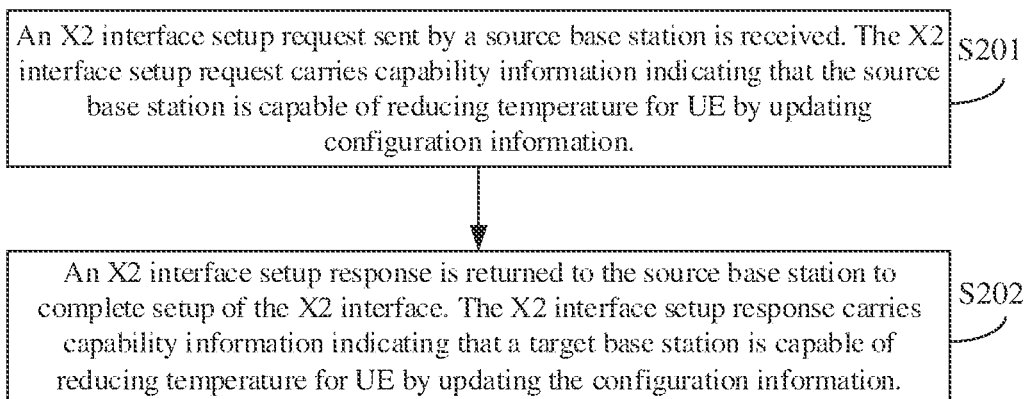 An X2 interface setup request sent by a source base station is received. The X2
interface setup request carries capability information indicating that the source
base station is capable of reducing temperature for UE by updating
configuration information.
S201
An X2 interface setup response is returned to the source base station to
complete setup of the X2 interface. The X2 interface setup response carries
capability information indicating that a target base station is capable of
reducing temperature for UE by updating the configuration information.
S202